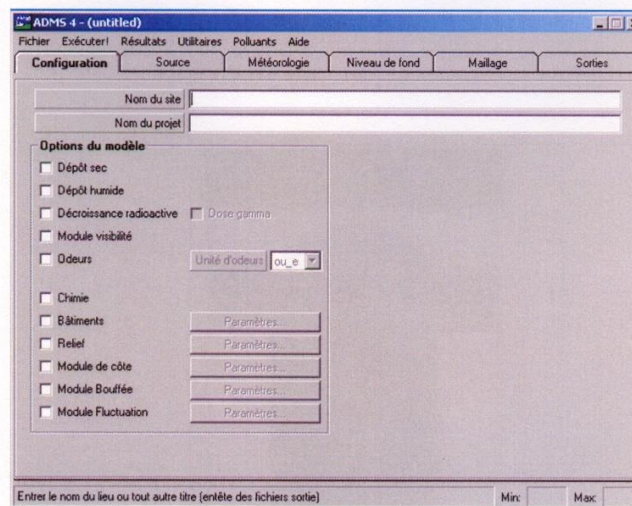 ADMS 4 - (untitled)
Fichier Exécuter! Résultats Utilitaires Polluants Aide
Configuration Source Météorologie Niveau de fond Maillage Sorties
Nom du site
Nom du projet
Options du modèle
Dépôt sec
Dépôt humide
Décroissance radioactive Dose gamma
Module visibilité
Odeurs Unité d'odeurs ou_e
Chimie
Bâtiments Paramètres...
Relief Paramètres...
Module de côte Paramètres...
Module Bouffée Paramètres...
Module Fluctuation Paramètres...
Entrer le nom du lieu ou tout autre titre (entête des fichiers sortie) Min: Max: